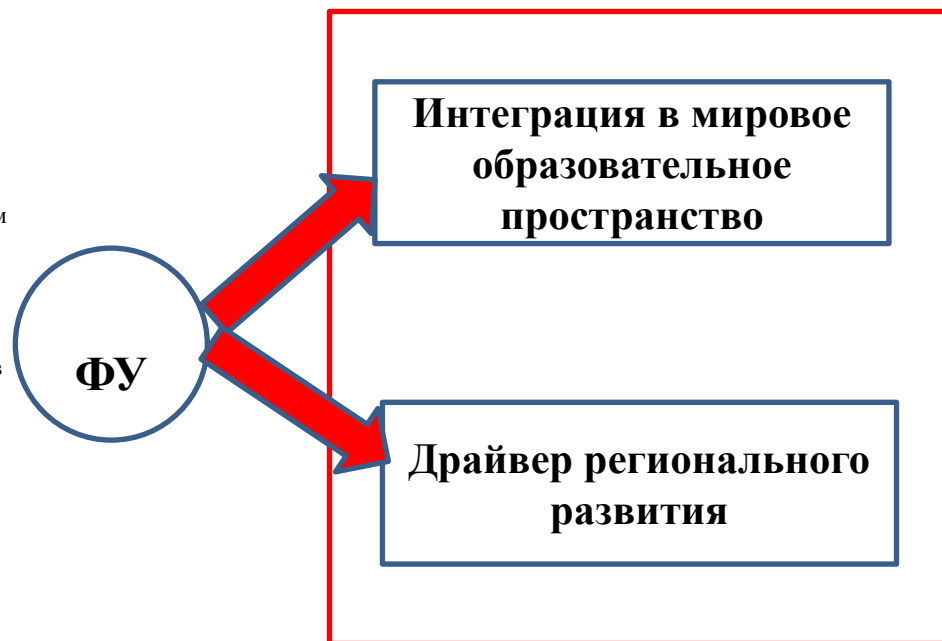 Интеграция в мировое
образовательное
пространство
м
в
ФУ
Драйвер регионального
развития